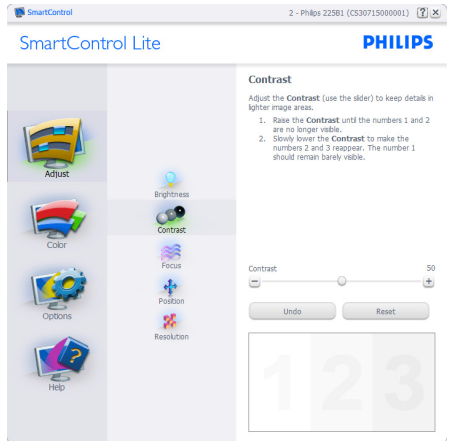 SmartControl
2 - Philips 225B1 (CS30715000001)
SmartControl Lite
PHILIPS
Adjust
Color
Options
Help
Brightness
Contrast
Focus
Position
Resolution
Contrast
Adjust the Contrast (use the slider) to keep details in
lighter image areas.
1. Raise the Contrast until the numbers 1 and 2
are no longer visible.
2. Slowly lower the Contrast to make the
numbers 2 and 3 reappear. The number 1
should remain barely visible.
Contrast 50
Undo
Reset
1 2 3